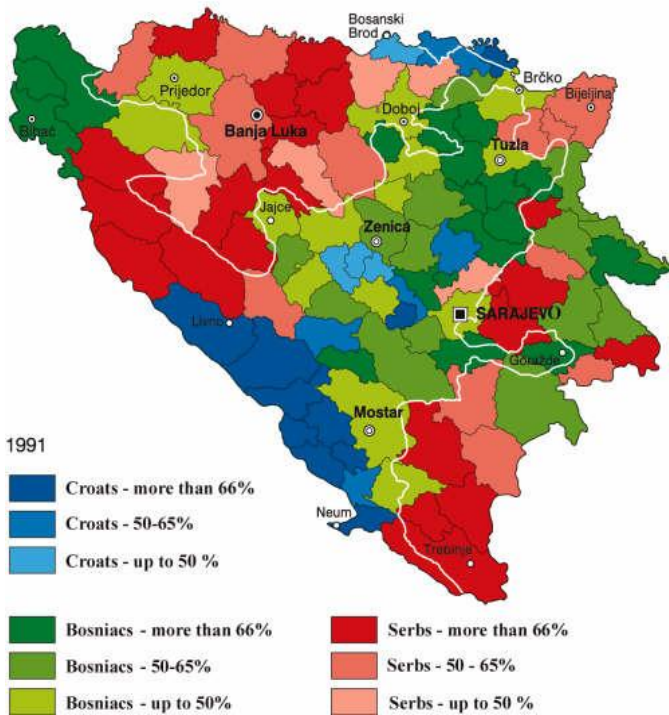 Bosanski
Brod
Brčko
Prijedor
Bijeljina
Doboj
Bihać
Banja Luka
Tuzla
Jajce
Zenica
SARAJEVO
Livno
Goražde
Mostar
1991
Croats - more than 66%
Croats - 50-65%
Neum
Croats - up to 50 %
Trebinje
Bosniacs - more than 66%
Serbs - more than 66%
Bosniacs - 50-65%
Serbs - 50 - 65%
Bosniacs - up to 50%
Serbs - up to 50 %